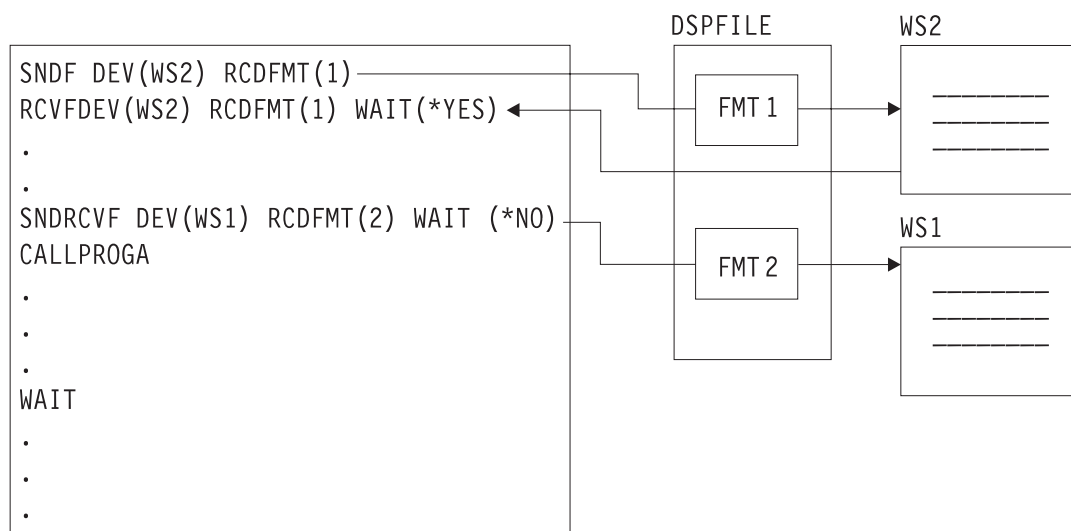 SNDF DEV(WS2) RCDFMT(1)
RCVFDEV(WS2) RCDFMT(1) WAIT(*YES)
.
.
SNDRCVF DEV(WS1) RCDFMT(2) WAIT (*NO)
CALLPROGA
.
.
.
WAIT
.
.
.
DSPFILE
FMT 1
FMT 2
WS2
WS1